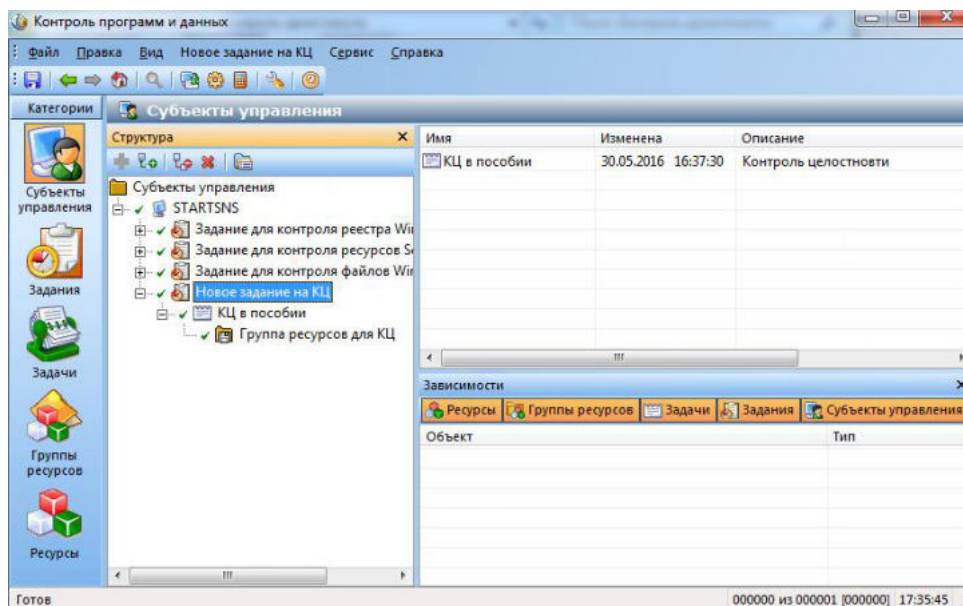 Контроль программ и данных
Файл Правка Вид Новое задание на КЦ Сервис Справка
Категории
Субъекты управления
Субъекты
управления
Задания
Задачи
Группы
ресурсов
Ресурсы
Структура
Субъекты управления
STARTSNS
Задание для контроля реестра Win
Задание для контроля ресурсов Se
Задание для контроля файлов Win
Новое задание на КЦ
КЦ в пособии
Группа ресурсов для КЦ
Имя Изменена Описание
КЦ в пособии 30.05.2016 16:37:30 Контроль целостновти
Зависимости
Ресурсы Группы ресурсов Задачи Задания Субъекты управления
Объект Тип
Готов 000000 из 000001 [000000] 17:35:45